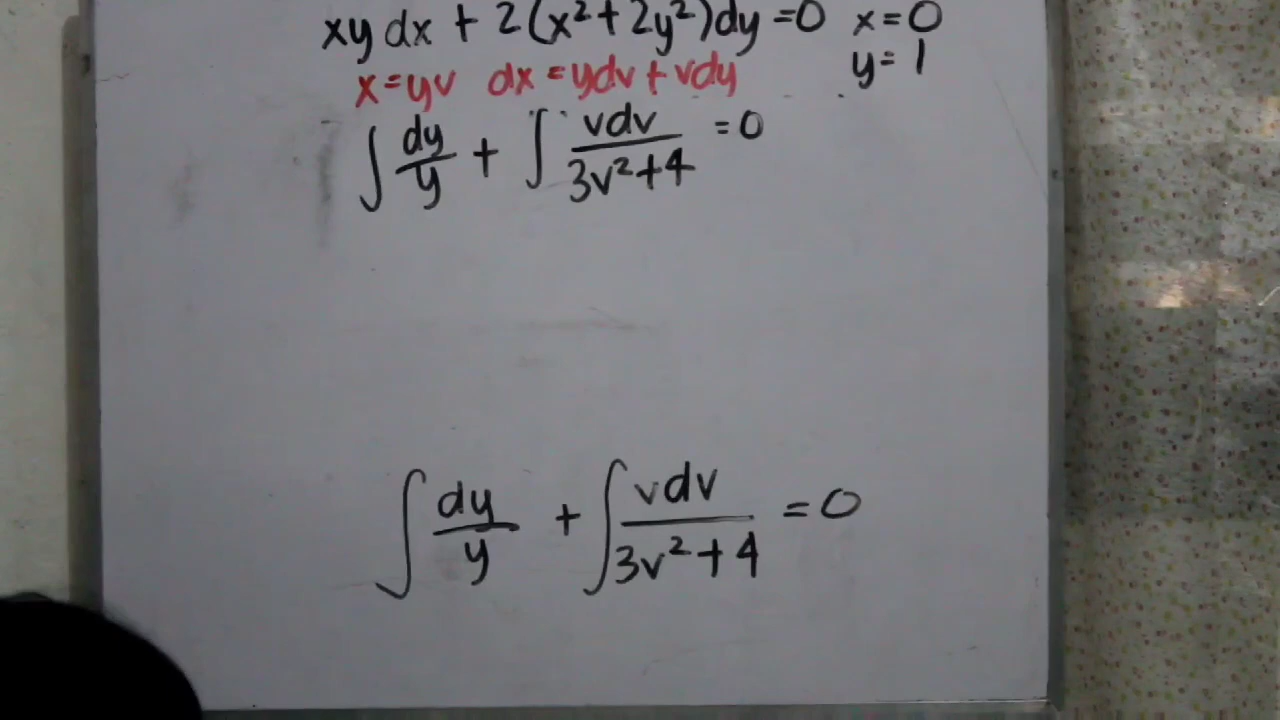 xy dx + 2(x²+2y²)dy = 0 x=0
x=yv dx = ydv + vdy y=1
∫ dy/y + ∫ vdv/3v²+4 = 0
∫ dy/y + ∫ vdv/3v²+4 = 0